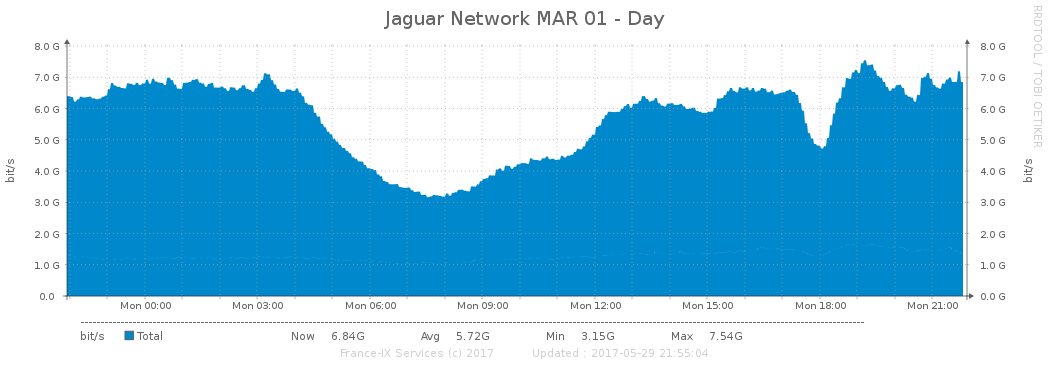 Jaguar Network MAR 01 - Day
RRDTOOL / TOBI OETIKER
bit/s
bit/s
8.0 G 8.0 G
7.0 G 7.0 G
6.0 G 6.0 G
5.0 G 5.0 G
4.0 G 4.0 G
3.0 G 3.0 G
2.0 G 2.0 G
1.0 G 1.0 G
0.0 0.0 G
Mon 00:00 Mon 03:00 Mon 06:00 Mon 09:00 Mon 12:00 Mon 15:00 Mon 18:00 Mon 21:00
bit/s Total Now 6.84G Avg 5.72G Min 3.15G Max 7.54G
France-IX Services (c) 2017 Updated : 2017-05-29 21:55:04